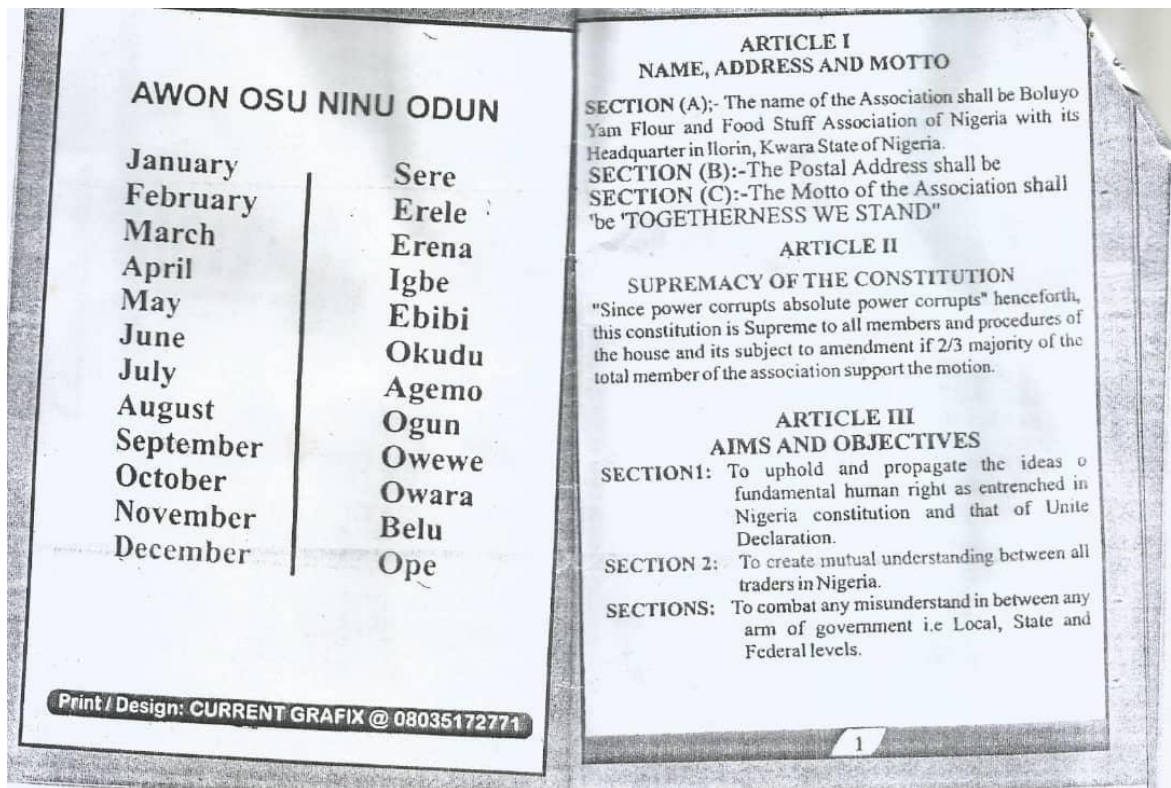 AWON OSU NINU ODUN
January Sere
February Erele
March Erena
April Igbe
May Ebibi
June Okudu
July Agemo
August Ogun
September Owewe
October Owara
November Belu
December Ope
Print / Design: CURRENT GRAFIX @ 08035172771
ARTICLE I
NAME, ADDRESS AND MOTTO
SECTION (A);- The name of the Association shall be Boluyo
Yam Flour and Food Stuff Association of Nigeria with its
Headquarter in Ilorin, Kwara State of Nigeria.
SECTION (B):-The Postal Address shall be
SECTION (C):-The Motto of the Association shall
'be 'TOGETHERNESS WE STAND"
ARTICLE II
SUPREMACY OF THE CONSTITUTION
"Since power corrupts absolute power corrupts" henceforth,
this constitution is Supreme to all members and procedures of
the house and its subject to amendment if 2/3 majority of the
total member of the association support the motion.
ARTICLE III
AIMS AND OBJECTIVES
SECTION1: To uphold and propagate the ideas o
fundamental human right as entrenched in
Nigeria constitution and that of Unite
Declaration.
SECTION 2: To create mutual understanding between all
traders in Nigeria.
SECTIONS: To combat any misunderstand in between any
arm of government i.e Local, State and
Federal levels.
1